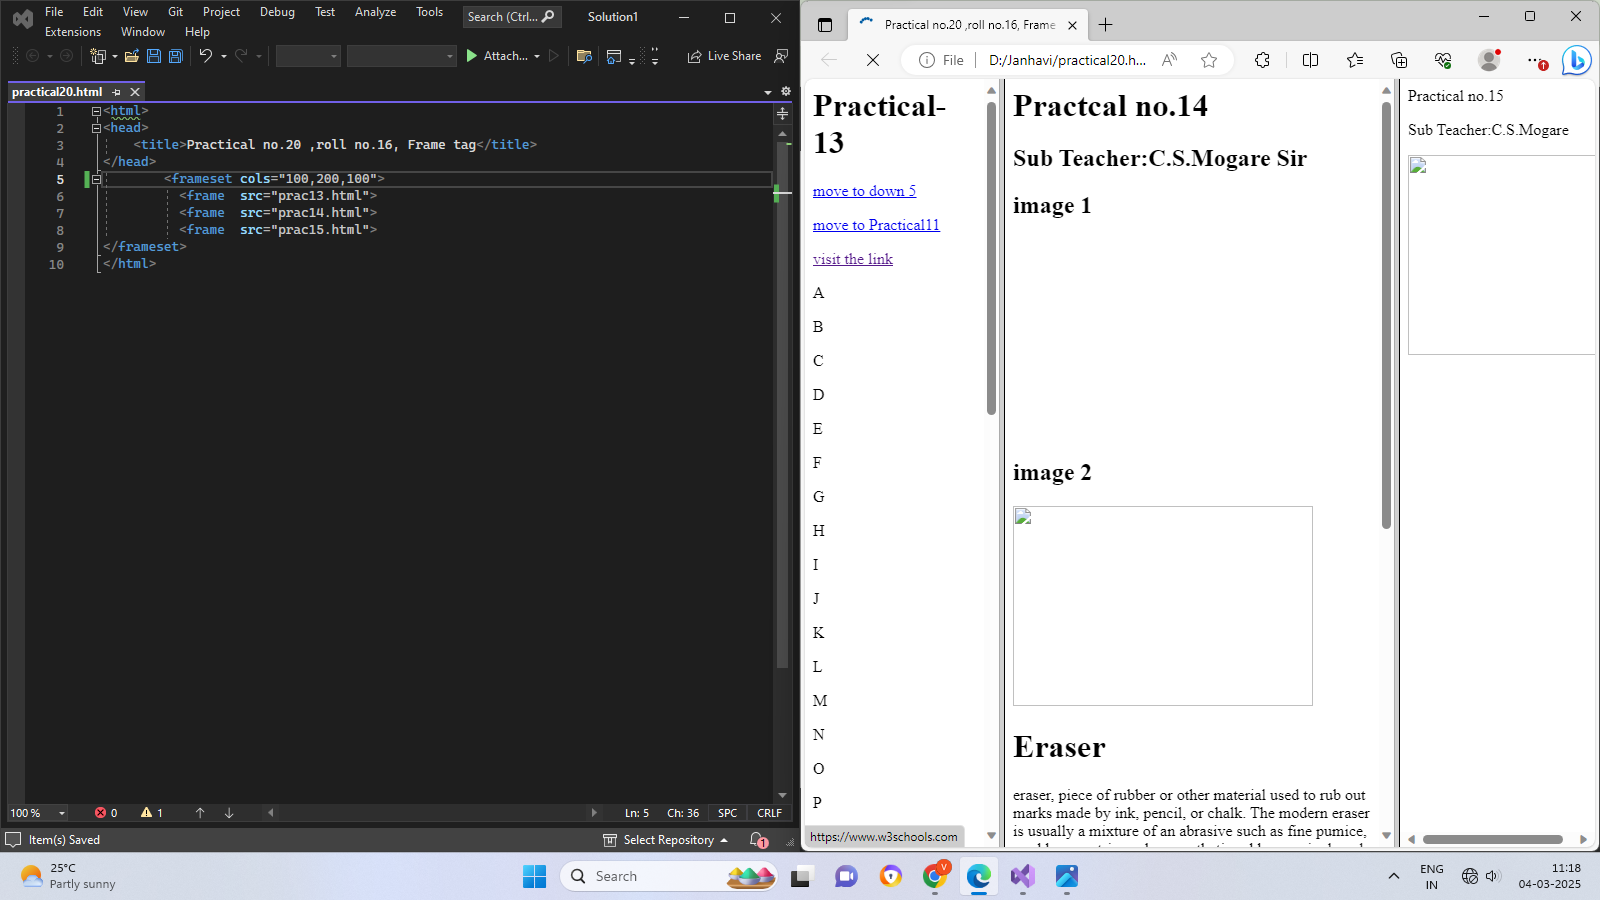 File Edit View Git Project Debug Test Analyze Tools Search (Ctrl... Solution1
Extensions Window Help
Attach... Live Share
practical20.html
1 <html>
2 <head>
3 <title>Practical no.20 ,roll no.16, Frame tag</title>
4 </head>
5 <frameset cols="100,200,100">
6 <frame src="prac13.html">
7 <frame src="prac14.html">
8 <frame src="prac15.html">
9 </frameset>
10 </html>
100 % 0 1 Ln: 5 Ch: 36 SPC CRLF
Item(s) Saved Select Repository 1
Practical no.20 ,roll no.16, Frame
File D:/Janhavi/practical20.h...
Practical-
13
move to down 5
move to Practical11
visit the link
A
B
C
D
E
F
G
H
I
J
K
L
M
N
O
P
https://www.w3schools.com
Practcal no.14
Sub Teacher:C.S.Mogare Sir
image 1
image 2
Eraser
eraser, piece of rubber or other material used to rub out
marks made by ink, pencil, or chalk. The modern eraser
is usually a mixture of an abrasive such as fine pumice,
Practical no.15
Sub Teacher:C.S.Mogare
25°C
Partly sunny
Search
V
ENG
IN
11:18
04-03-2025